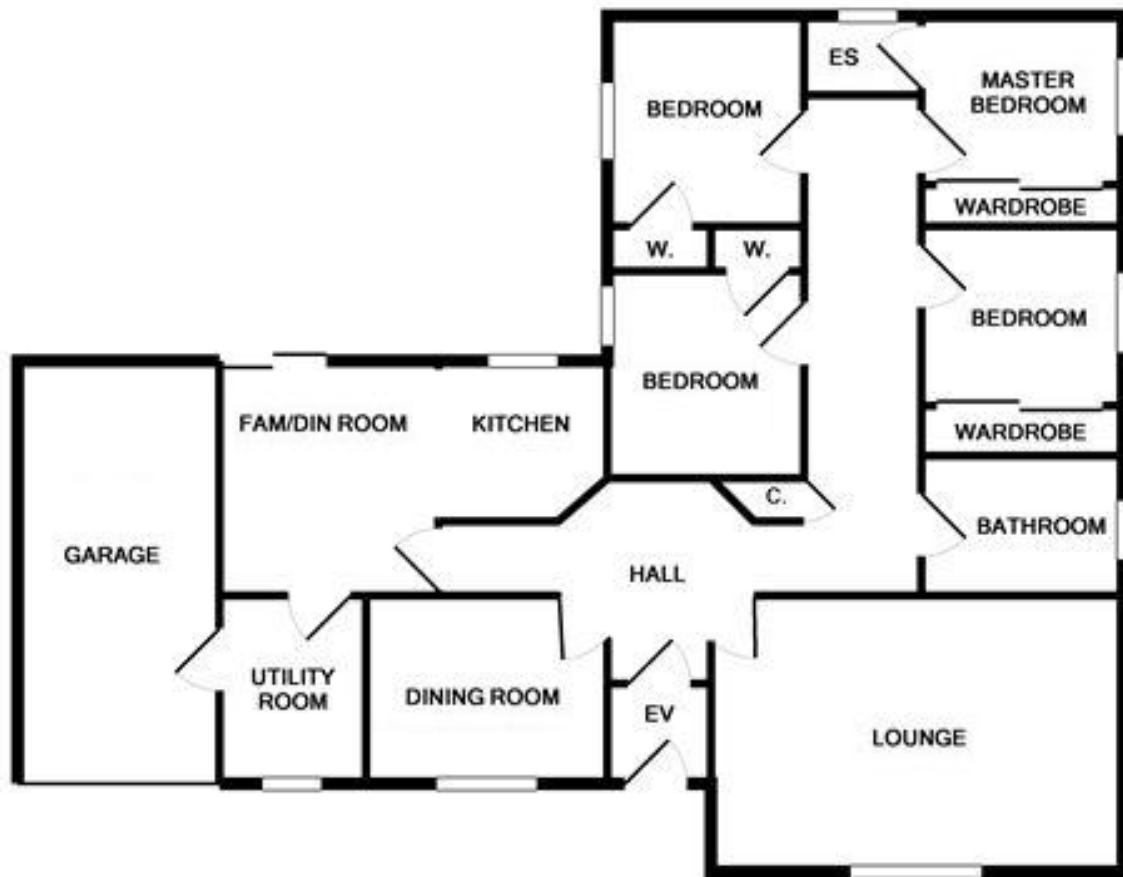 ES
MASTER
BEDROOM
BEDROOM
WARDROBE
W.
W.
BEDROOM
BEDROOM
FAM/DIN ROOM
KITCHEN
WARDROBE
C.
BATHROOM
GARAGE
HALL
UTILITY
ROOM
DINING ROOM
EV
LOUNGE